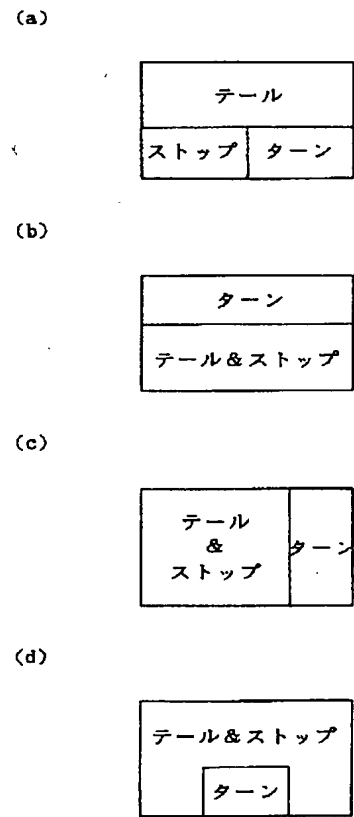 (a)
テール
ストップ ターン
(b)
ターン
テール&ストップ
(c)
テール
&
ストップ
ターン
(d)
テール&ストップ
ターン